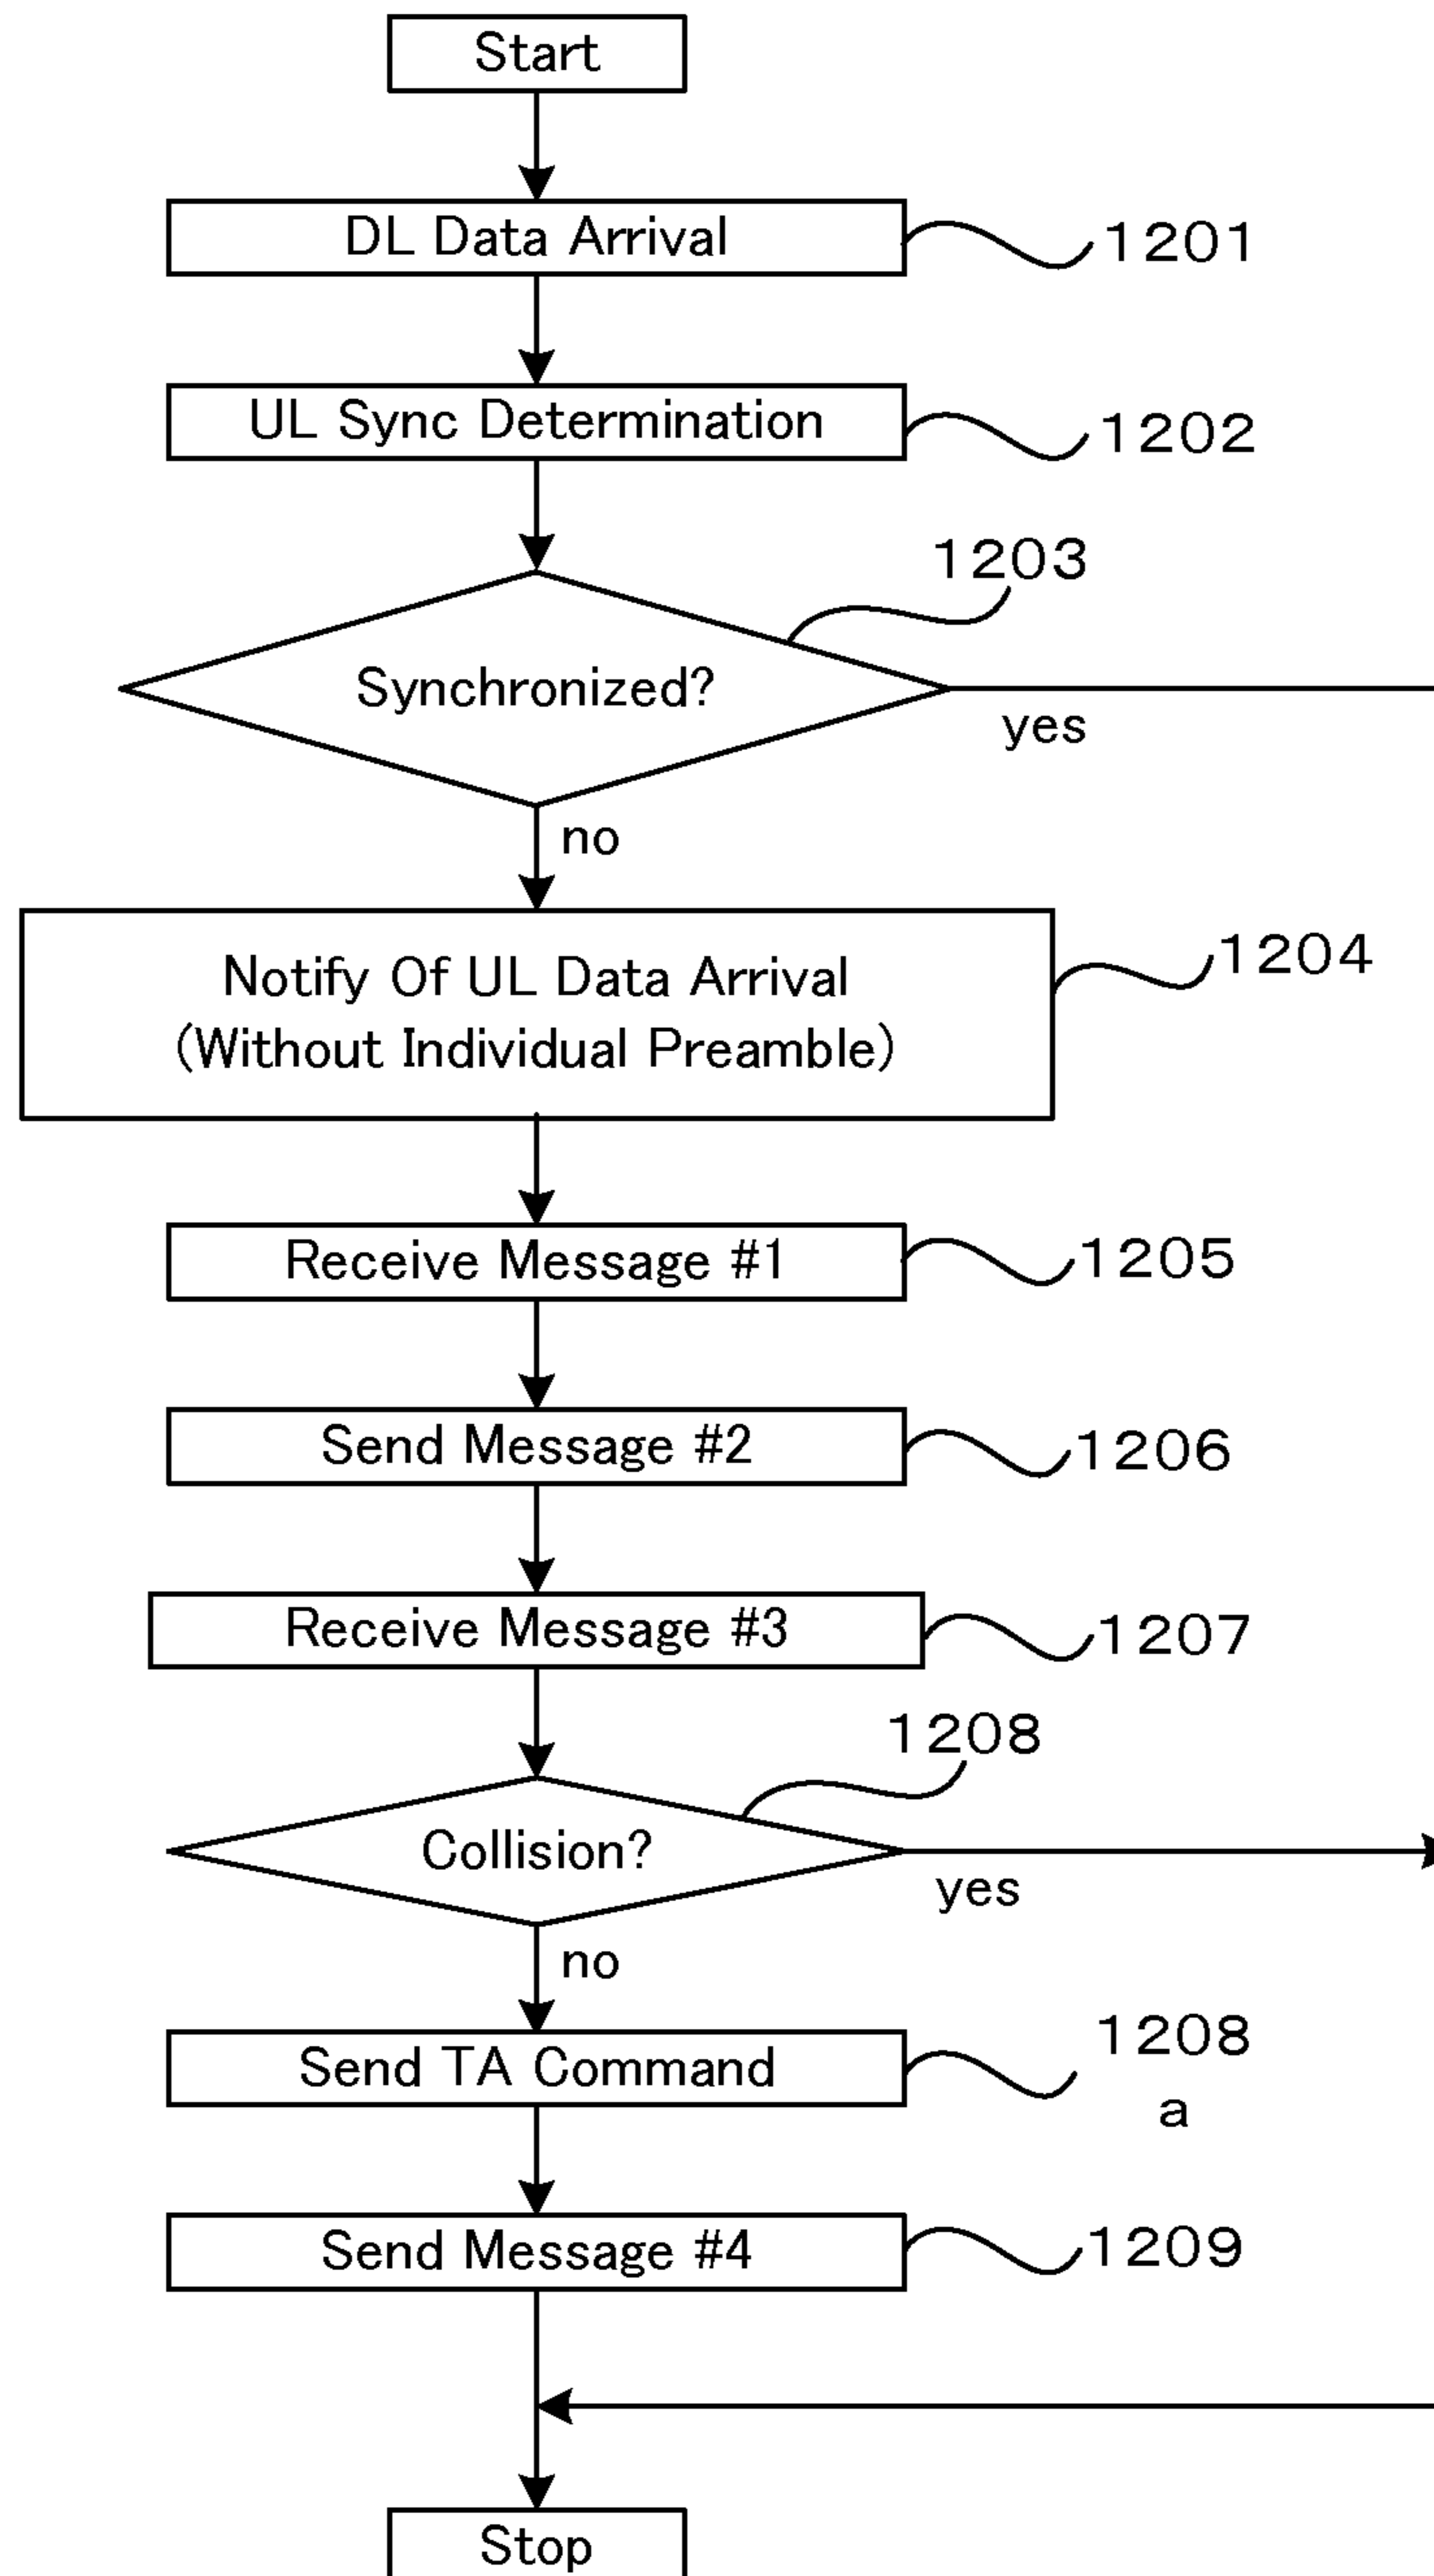 Start
DL Data Arrival
1201
UL Sync Determination
1202
1203
Synchronized?
yes
no
Notify Of UL Data Arrival
(Without Individual Preamble)
1204
Receive Message #1
1205
Send Message #2
1206
Receive Message #3
1207
1208
Collision?
yes
no
Send TA Command
1208
a
Send Message #4
1209
Stop